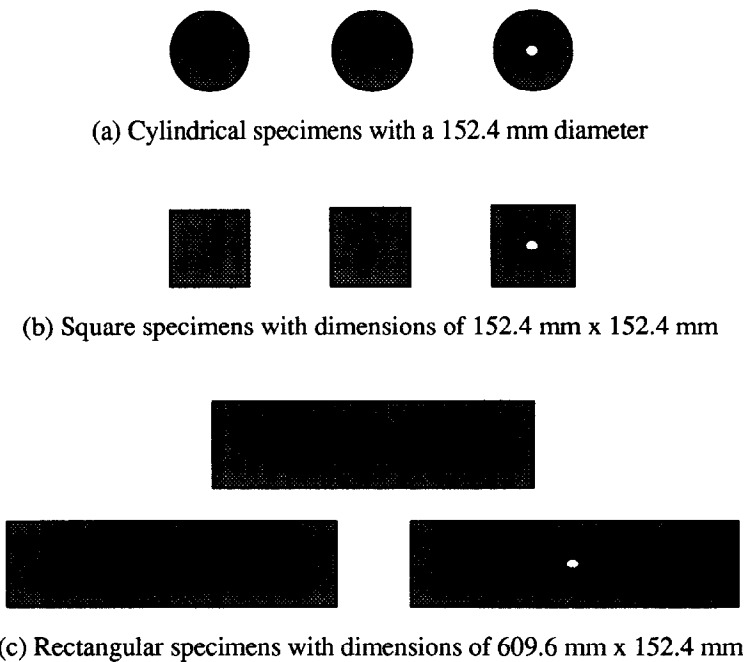 (a) Cylindrical specimens with a 152.4 mm diameter
(b) Square specimens with dimensions of 152.4 mm x 152.4 mm
(c) Rectangular specimens with dimensions of 609.6 mm x 152.4 mm